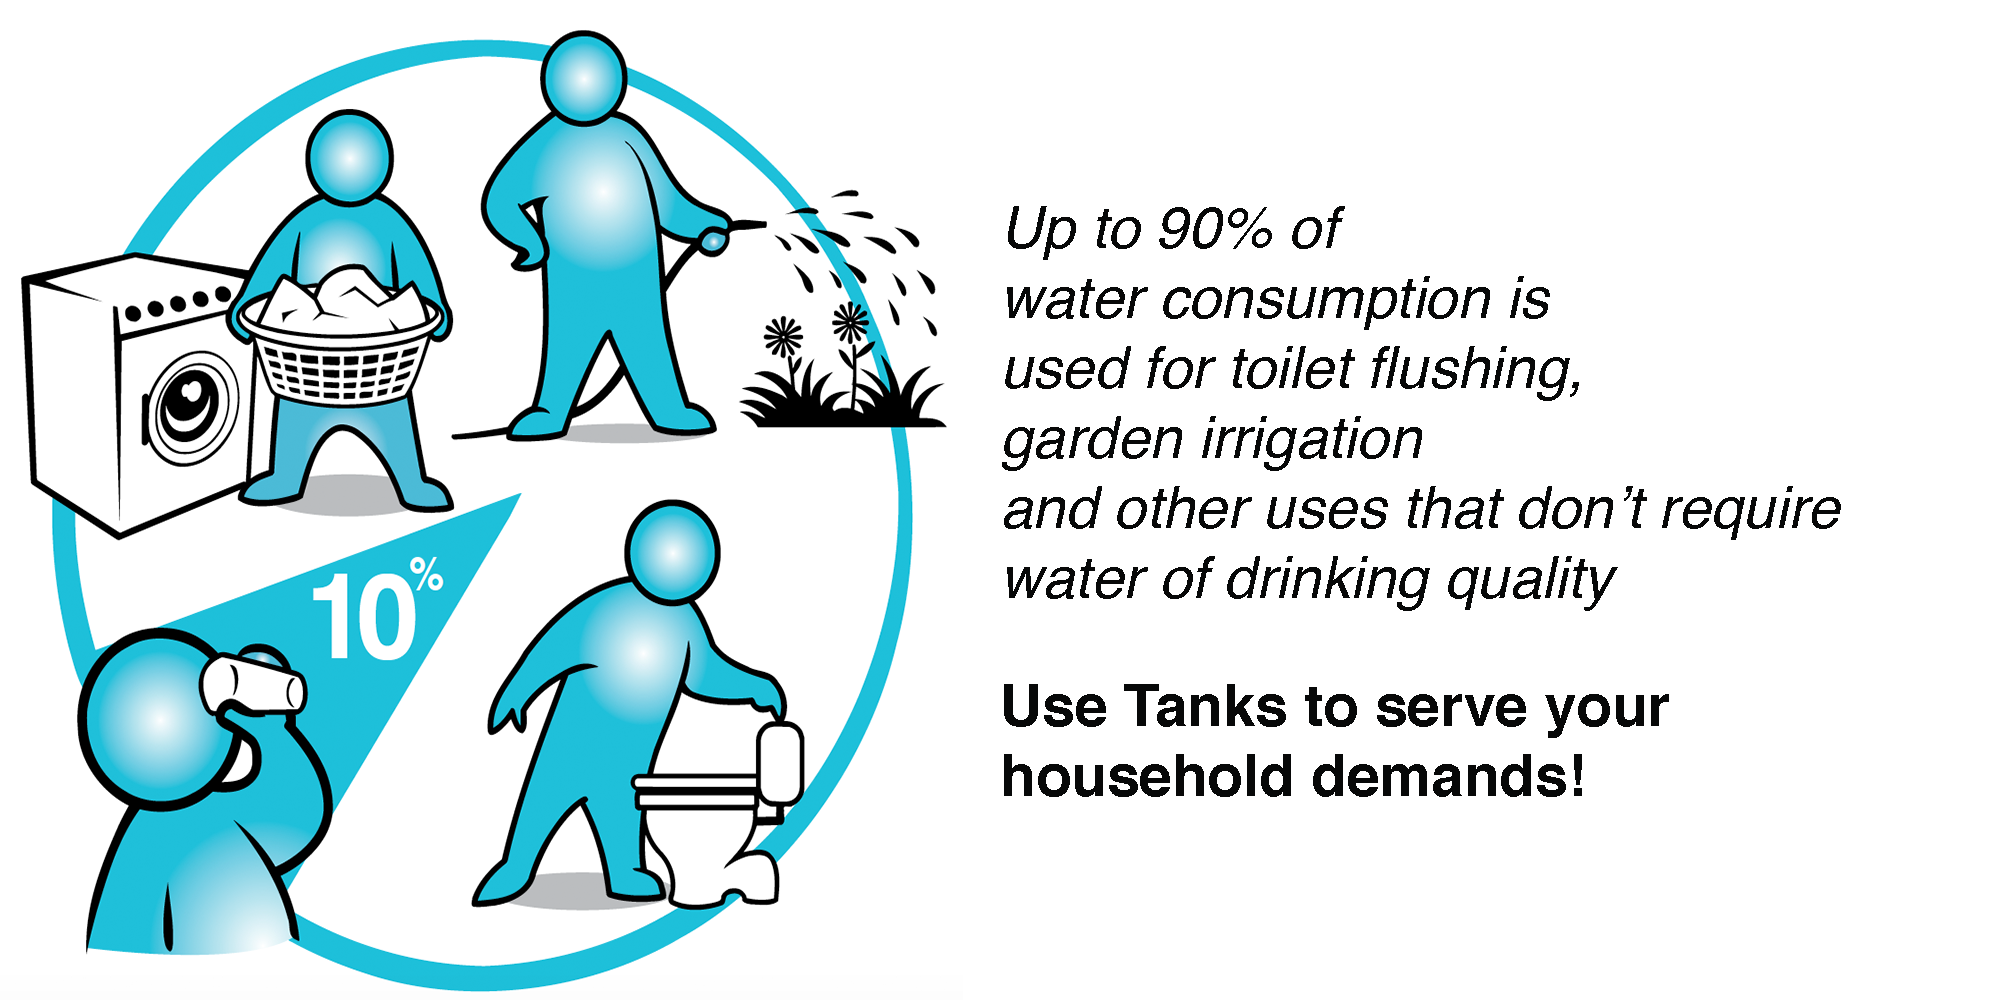 10%
Up to 90% of
water consumption is
used for toilet flushing,
garden irrigation
and other uses that don’t require
water of drinking quality
Use Tanks to serve your
household demands!